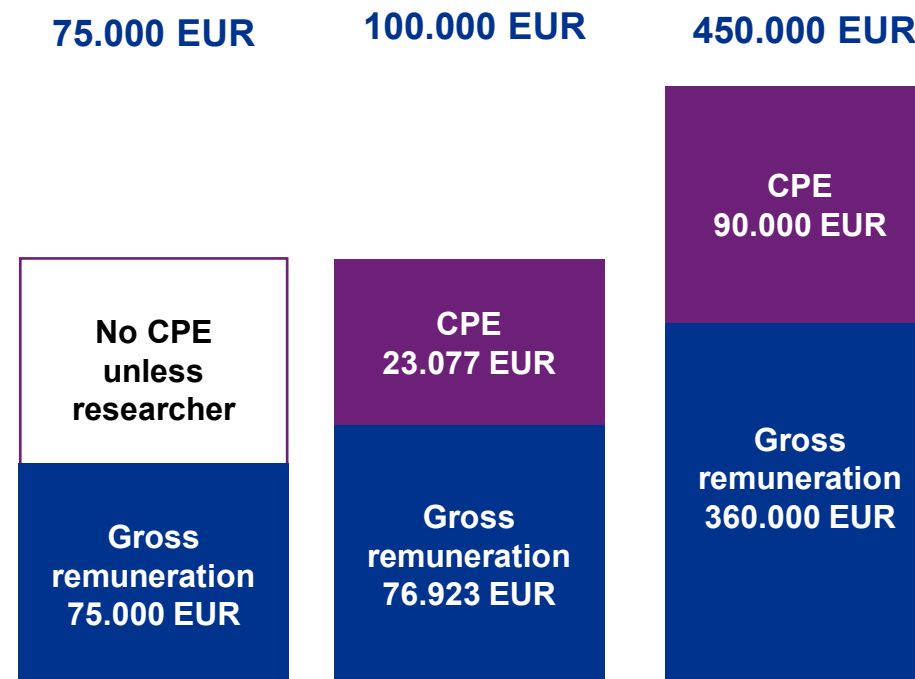 75.000 EUR
100.000 EUR
450.000 EUR
No CPE
unless
researcher
Gross
remuneration
75.000 EUR
CPE
23.077 EUR
Gross
remuneration
76.923 EUR
CPE
90.000 EUR
Gross
remuneration
360.000 EUR